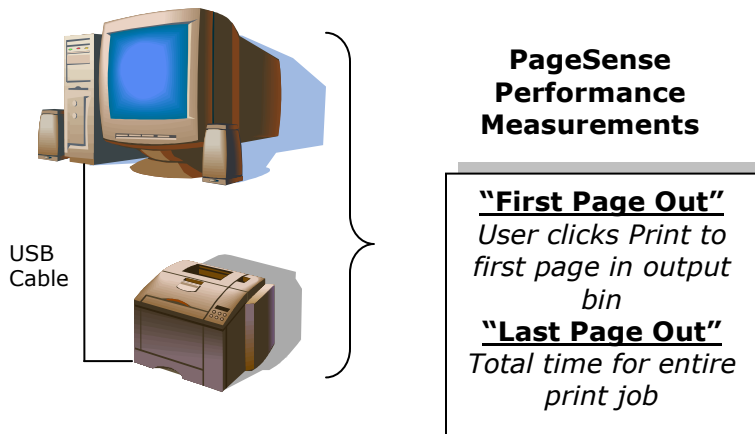 PageSense
Performance
Measurements
“First Page Out”
User clicks Print to
first page in output
bin
“Last Page Out”
Total time for entire
print job
USB
Cable